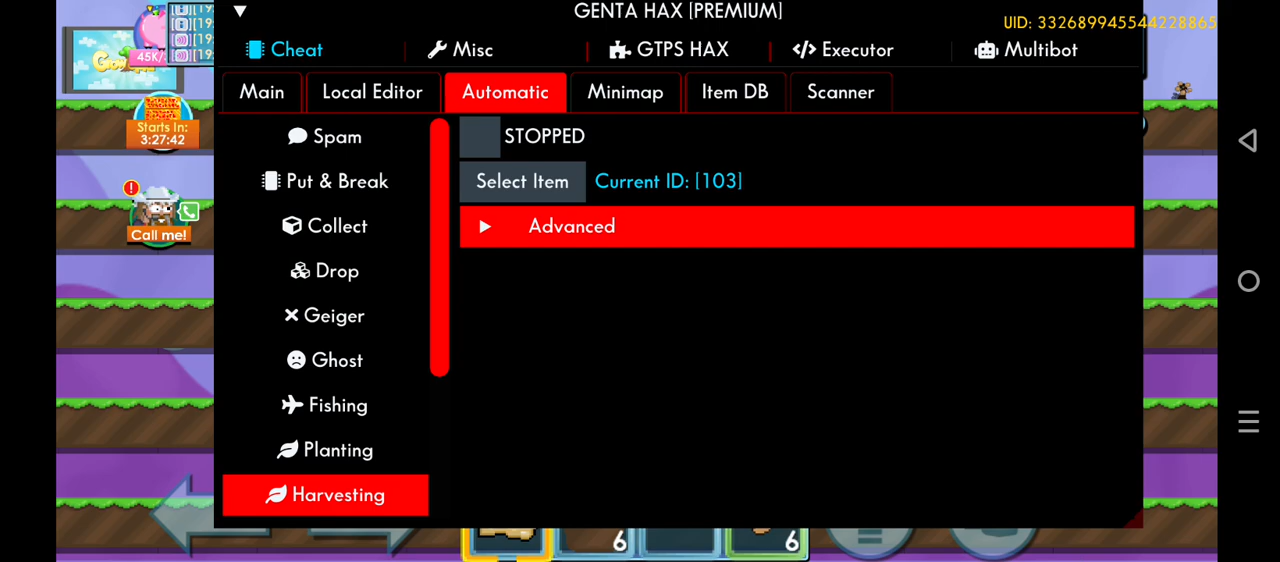 GENTA HAX [PREMIUM]
UID: 332689945544228865
Cheat
Misc
GTPS HAX
Executor
Multibot
Main
Local Editor
Automatic
Minimap
Item DB
Scanner
Spam
Put & Break
Collect
Drop
Geiger
Ghost
Fishing
Planting
Harvesting
STOPPED
Select Item
Current ID: [103]
Advanced
45K/
Starts In:
3:27:42
!
Call me!
6
6